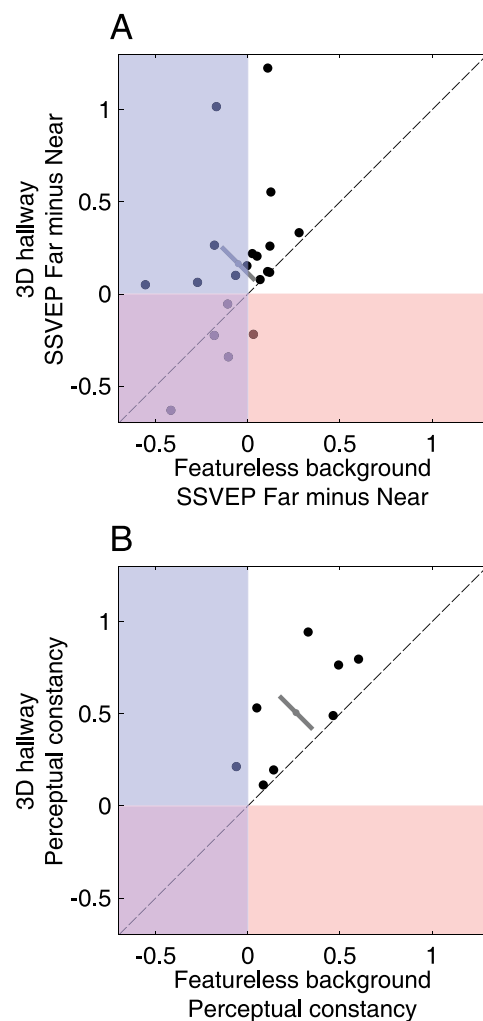 A
1
0.5
0
-0.5
3D hallway
SSVEP Far minus Near
-0.5 0 0.5 1
Featureless background
SSVEP Far minus Near
B
1
0.5
0
-0.5
3D hallway
Perceptual constancy
-0.5 0 0.5 1
Featureless background
Perceptual constancy